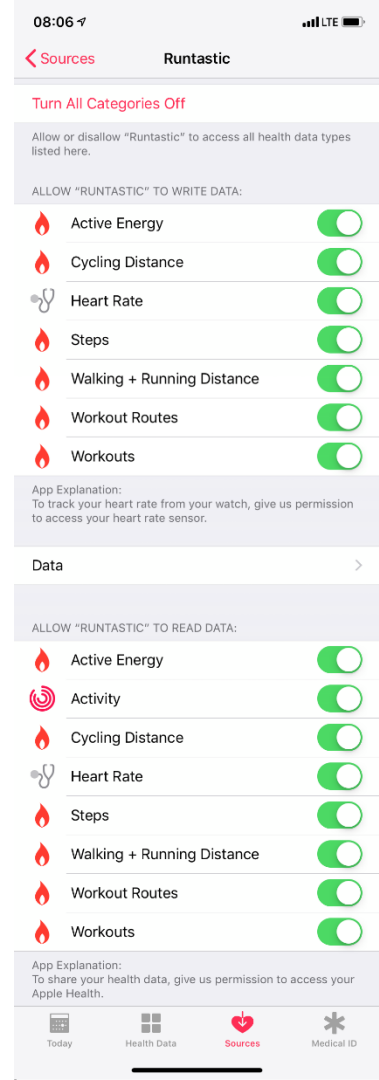 08:06
LTE
Sources
Runtastic
Turn All Categories Off
Allow or disallow “Runtastic” to access all health data types
listed here.
ALLOW “RUNTASTIC” TO WRITE DATA:
Active Energy
Cycling Distance
Heart Rate
Steps
Walking + Running Distance
Workout Routes
Workouts
App Explanation:
To track your heart rate from your watch, give us permission
to access your heart rate sensor.
Data
ALLOW “RUNTASTIC” TO READ DATA:
Active Energy
Activity
Cycling Distance
Heart Rate
Steps
Walking + Running Distance
Workout Routes
Workouts
App Explanation:
To share your health data, give us permission to access your
Apple Health.
Today
Health Data
Sources
Medical ID